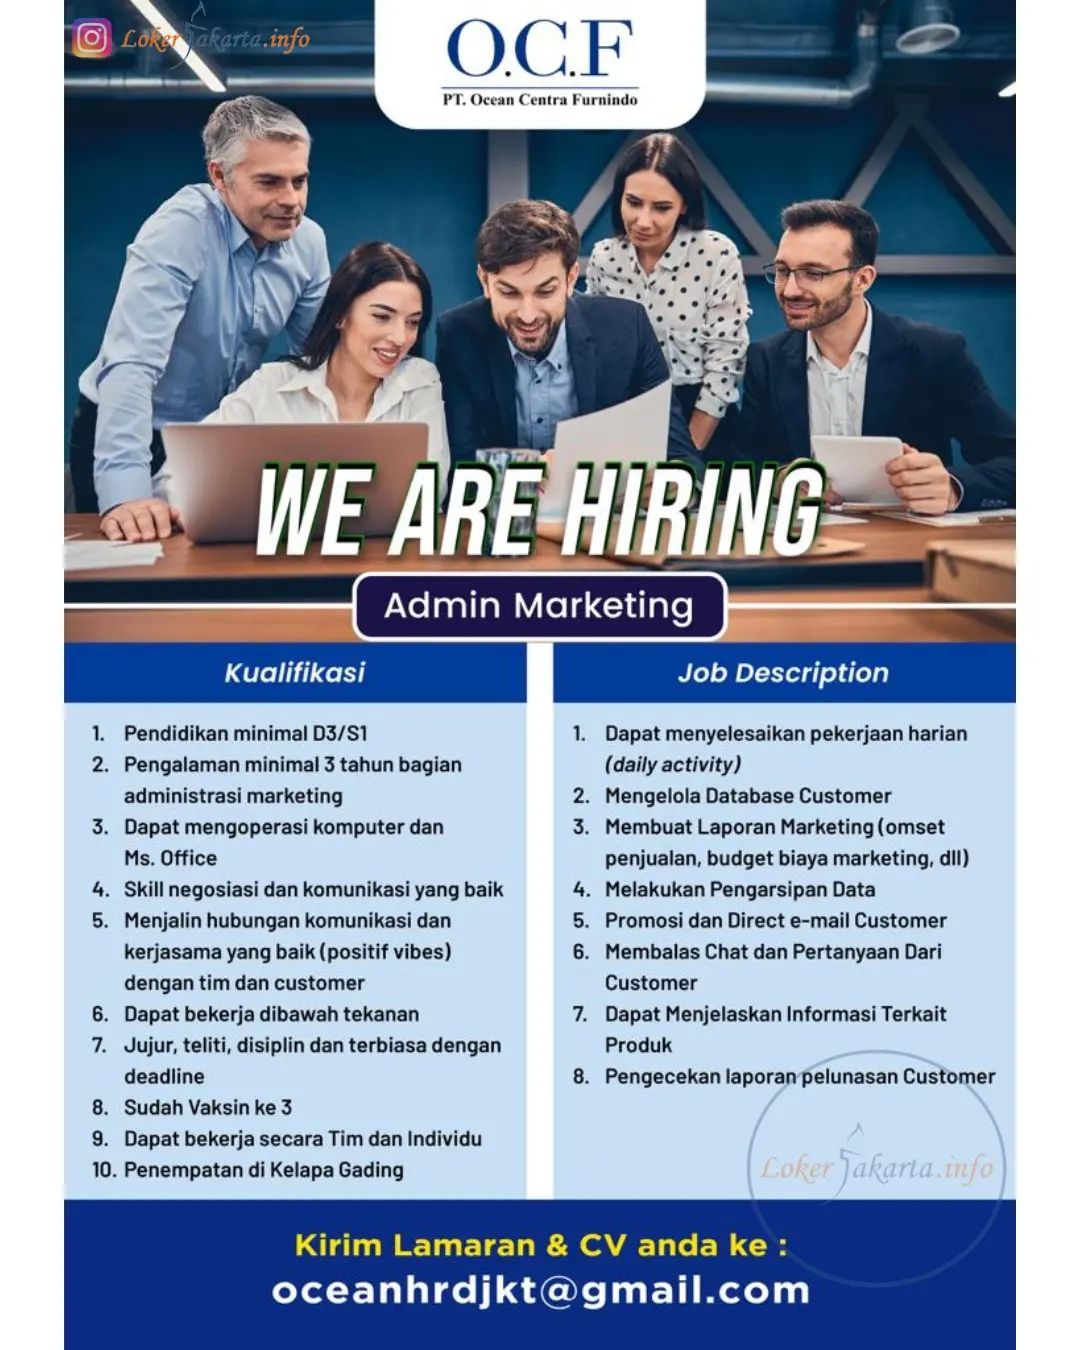 Loker Jakarta.info
O.C.F
PT. Ocean Centra Furnindo
WE ARE HIRING
Admin Marketing
Kualifikasi
1. Pendidikan minimal D3/S1
2. Pengalaman minimal 3 tahun bagian
administrasi marketing
3. Dapat mengoperasi komputer dan
Ms. Office
4. Skill negosiasi dan komunikasi yang baik
5. Menjalin hubungan komunikasi dan
kerjasama yang baik (positif vibes)
dengan tim dan customer
6. Dapat bekerja dibawah tekanan
7. Jujur, teliti, disiplin dan terbiasa dengan
deadline
8. Sudah Vaksin ke 3
9. Dapat bekerja secara Tim dan Individu
10. Penempatan di Kelapa Gading
Job Description
1. Dapat menyelesaikan pekerjaan harian
(daily activity)
2. Mengelola Database Customer
3. Membuat Laporan Marketing (omset
penjualan, budget biaya marketing, dll)
4. Melakukan Pengarsipan Data
5. Promosi dan Direct e-mail Customer
6. Membalas Chat dan Pertanyaan Dari
Customer
7. Dapat Menjelaskan Informasi Terkait
Produk
8. Pengecekan laporan pelunasan Customer
Loker Jakarta.info
Kirim Lamaran & CV anda ke :
oceanhrdjkt@gmail.com